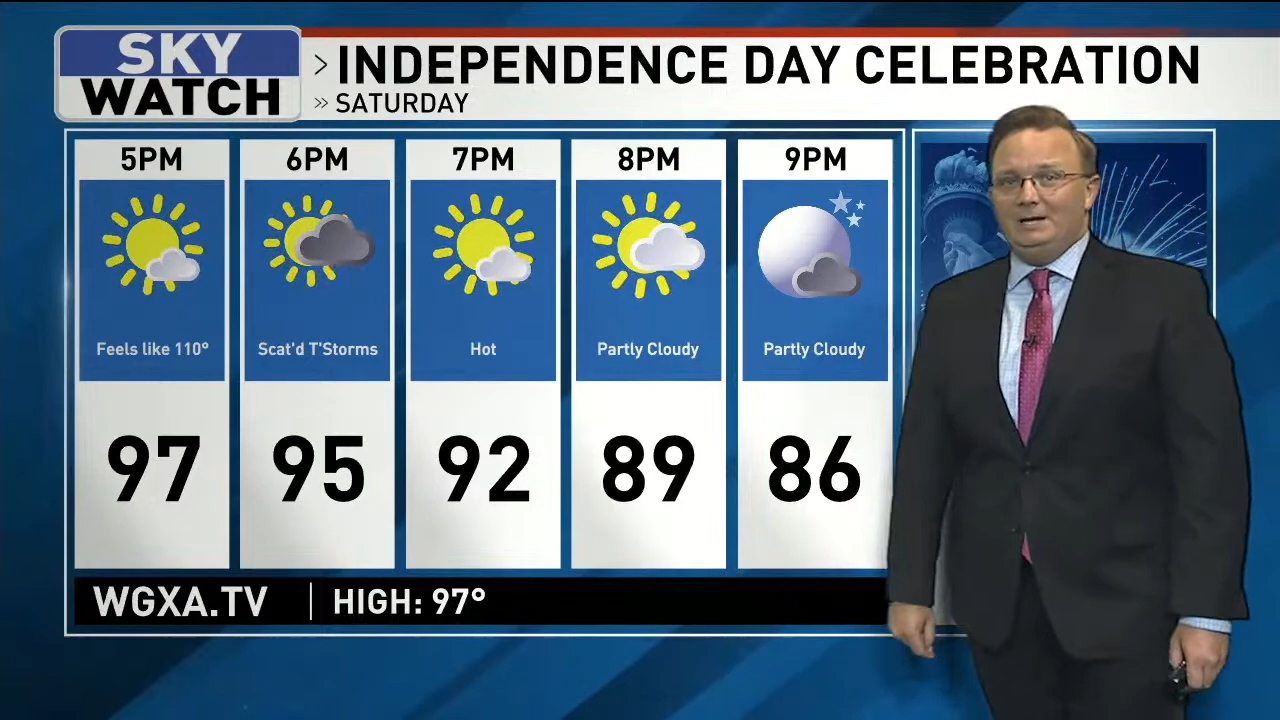 SKY
WATCH
> INDEPENDENCE DAY CELEBRATION
» SATURDAY
5PM
Feels like 110°
97
6PM
Scat'd T'Storms
95
7PM
Hot
92
8PM
Partly Cloudy
89
9PM
Partly Cloudy
86
WGXA.TV | HIGH: 97°